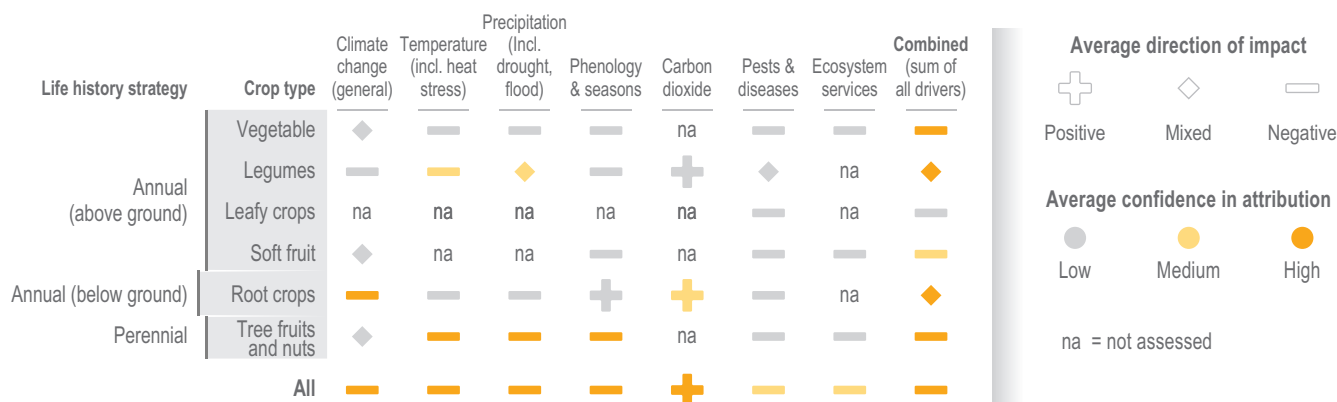 Life history strategy
Crop type
Climate
change
(general)
Temperature
(incl. heat
stress)
Precipitation
(Incl.
drought,
flood)
Phenology
& seasons
Carbon
dioxide
Pests &
diseases
Ecosystem
services
Combined
(sum of
all drivers)
Annual
(above ground)
Vegetable
na
Legumes
na
Leafy crops
na na na na na na
Soft fruit
na na na
Annual (below ground)
Root crops
na
Perennial
Tree fruits
and nuts
na
All
Average direction of impact
Positive Mixed Negative
Average confidence in attribution
Low Medium High
na = not assessed